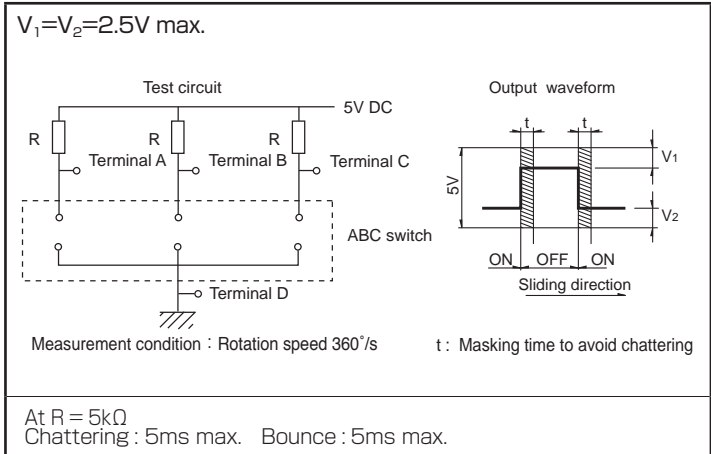 V₁=V₂=2.5V max.
Test circuit
5V DC
R
R
R
Terminal A
Terminal B
Terminal C
ABC switch
Terminal D
Measurement condition : Rotation speed 360˚/s
Output waveform
t
t
V1
5V
V2
ON
OFF
ON
Sliding direction
t : Masking time to avoid chattering
At R = 5kΩ
Chattering : 5ms max. Bounce : 5ms max.